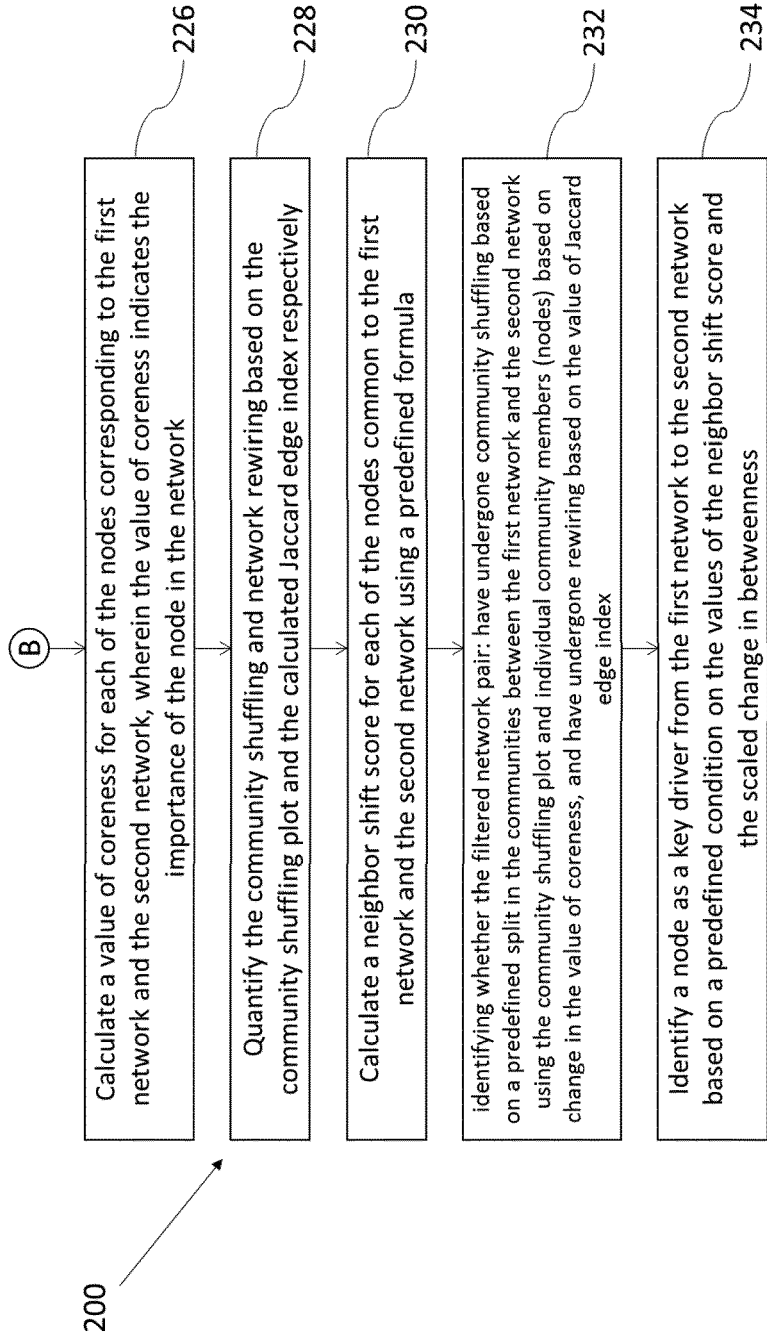 B
200
Calculate a value of coreness for each of the nodes corresponding to the first
network and the second network, wherein the value of coreness indicates the
importance of the node in the network
226
Quantify the community shuffling and network rewiring based on the
community shuffling plot and the calculated Jaccard edge index respectively
228
Calculate a neighbor shift score for each of the nodes common to the first
network and the second network using a predefined formula
230
identifying whether the filtered network pair: have undergone community shuffling based
on a predefined split in the communities between the first network and the second network
using the community shuffling plot and individual community members (nodes) based on
change in the value of coreness, and have undergone rewiring based on the value of Jaccard
edge index
232
Identify a node as a key driver from the first network to the second network
based on a predefined condition on the values of the neighbor shift score and
the scaled change in betweenness
234